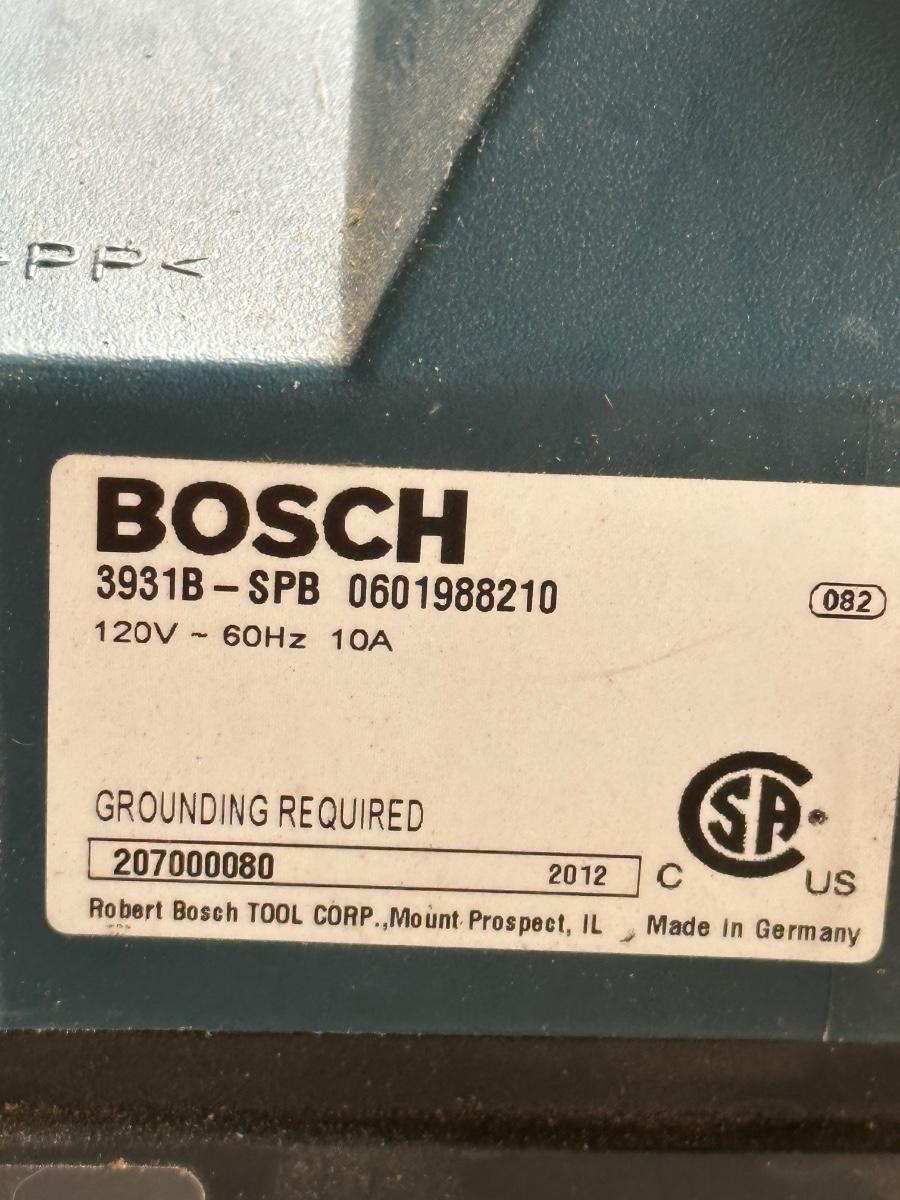 PP<
BOSCH
3931B-SPB 0601988210
082
120V ~ 60Hz 10A
GROUNDING REQUIRED
207000080 2012
C SA US
Robert Bosch TOOL CORP.,Mount Prospect, IL Made in Germany